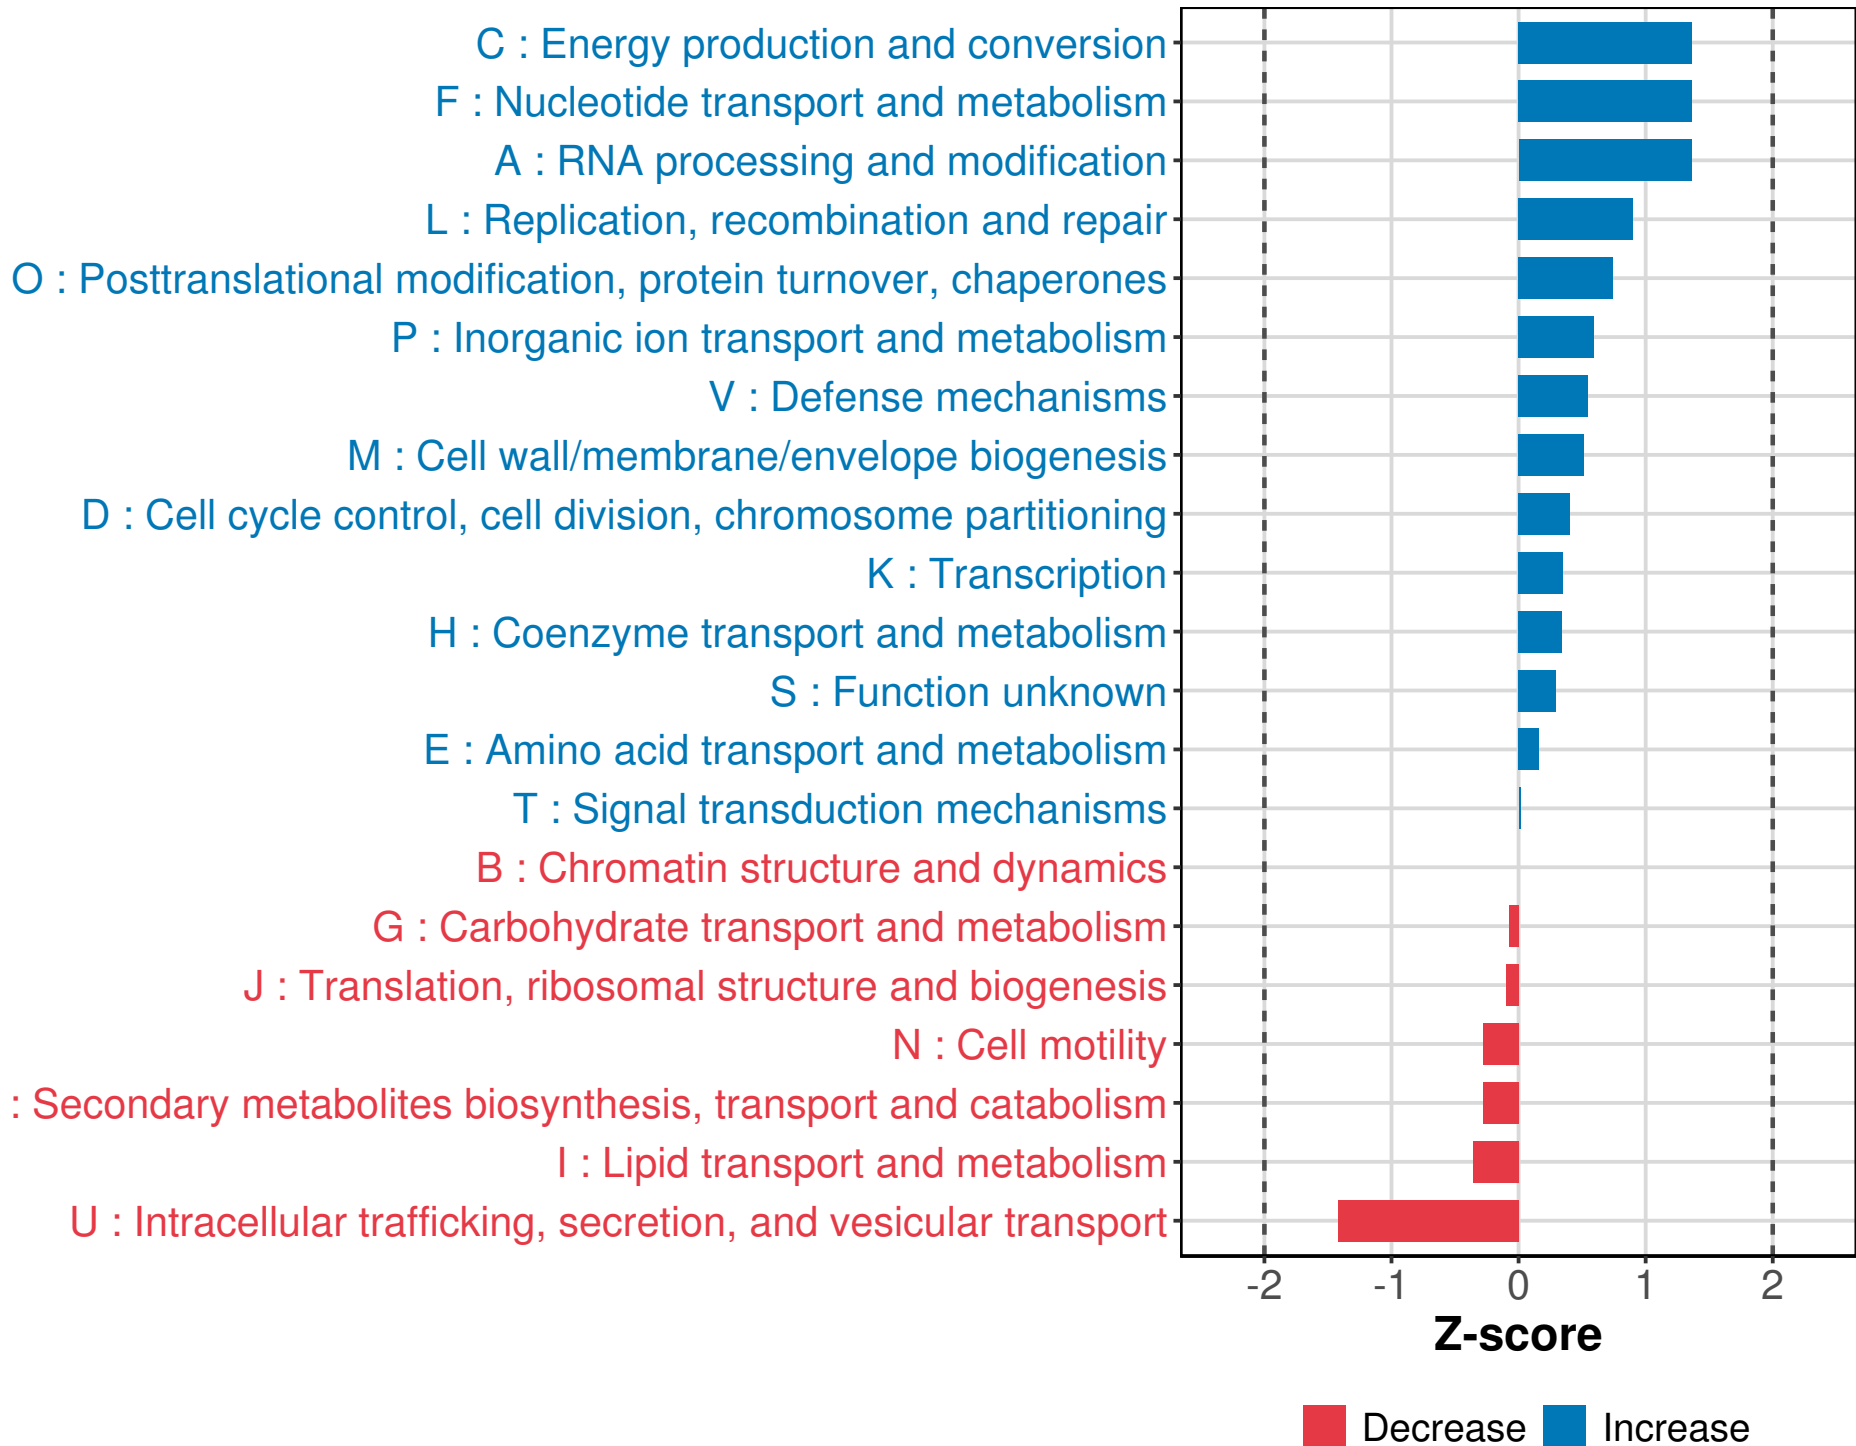 C : Energy production and conversion
F : Nucleotide transport and metabolism
A : RNA processing and modification
L : Replication, recombination and repair
O : Posttranslational modification, protein turnover, chaperones
P : Inorganic ion transport and metabolism
V : Defense mechanisms
M : Cell wall/membrane/envelope biogenesis
D : Cell cycle control, cell division, chromosome partitioning
K : Transcription
H : Coenzyme transport and metabolism
S : Function unknown
E : Amino acid transport and metabolism
T : Signal transduction mechanisms
B : Chromatin structure and dynamics
G : Carbohydrate transport and metabolism
J : Translation, ribosomal structure and biogenesis
N : Cell motility
: Secondary metabolites biosynthesis, transport and catabolism
I : Lipid transport and metabolism
U : Intracellular trafficking, secretion, and vesicular transport
-2 -1 0 1 2
Z-score
Decrease Increase